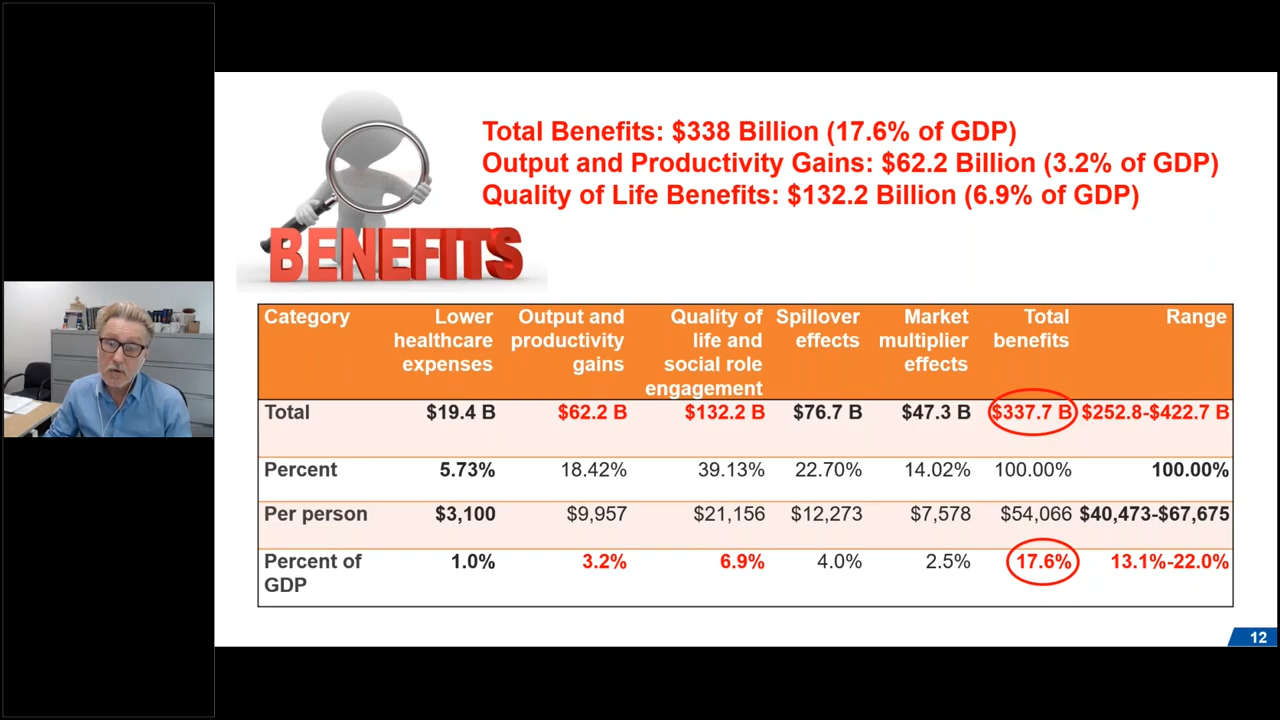 Total Benefits: $338 Billion (17.6% of GDP)
Output and Productivity Gains: $62.2 Billion (3.2% of GDP)
Quality of Life Benefits: $132.2 Billion (6.9% of GDP)
BENEFITS
Category Lower healthcare expenses Output and productivity gains Quality of life and social role engagement Spillover effects Market multiplier effects Total benefits Range
Total $19.4 B $62.2 B $132.2 B $76.7 B $47.3 B $337.7 B $252.8-$422.7 B
Percent 5.73% 18.42% 39.13% 22.70% 14.02% 100.00% 100.00%
Per person $3,100 $9,957 $21,156 $12,273 $7,578 $54,066 $40,473-$67,675
Percent of GDP 1.0% 3.2% 6.9% 4.0% 2.5% 17.6% 13.1%-22.0%
12